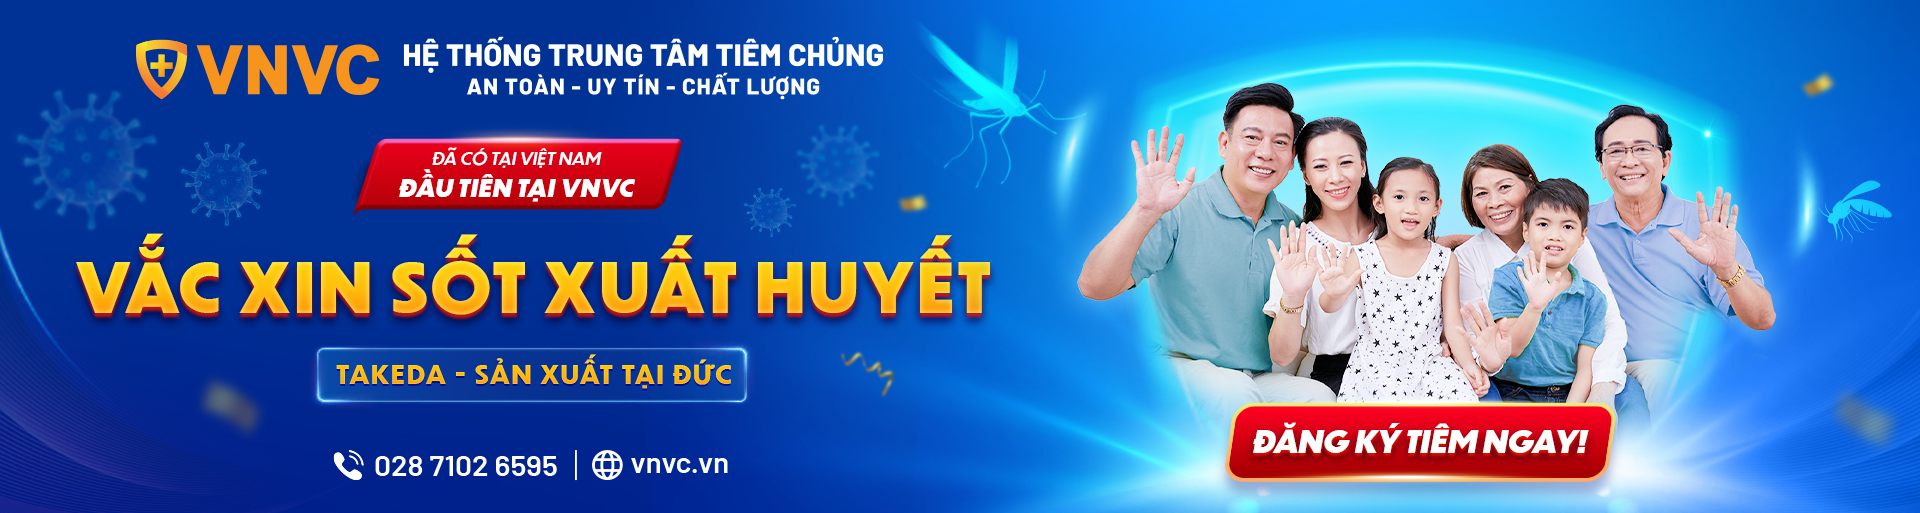 VNVC
HỆ THỐNG TRUNG TÂM TIÊM CHỦNG
AN TOÀN - UY TÍN - CHẤT LƯỢNG
ĐÃ CÓ TẠI VIỆT NAM
ĐẦU TIÊN TẠI VNVC
VẮC XIN SỐT XUẤT HUYẾT
TAKEDA - SẢN XUẤT TẠI ĐỨC
028 7102 6595 | vnvc.vn
ĐĂNG KÝ TIÊM NGAY!